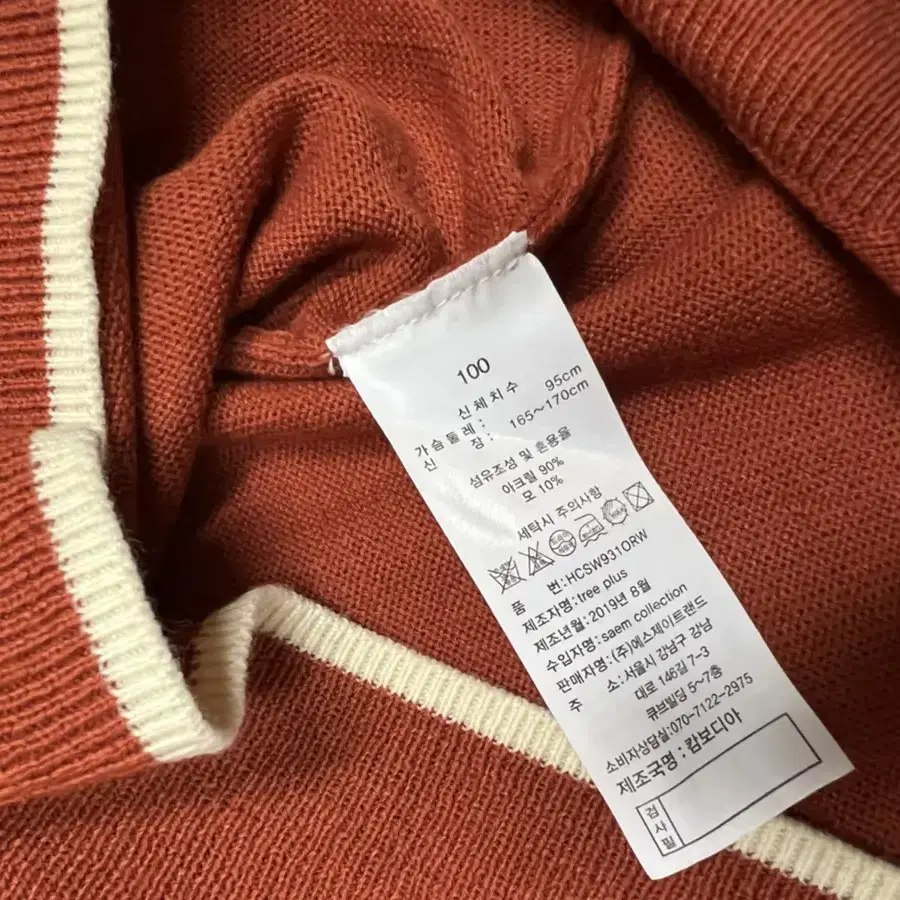 100
신체치수
가슴둘레: 95cm
신 장: 165~170cm
섬유조성 및 혼용율
아크릴 90%
모 10%
세탁시 주의사항
품 번:HCSW931ORW
제조자명:tree plus
제조년월:2019년 8월
수입자명:saem collection
판매자명:(주)에스제이트랜드
주 소:서울시 강남구 강남
대로 146길 7-3
큐브빌딩 5~7층
소비자상담실:070-7122-2975
제조국명:캄보디아
검사필